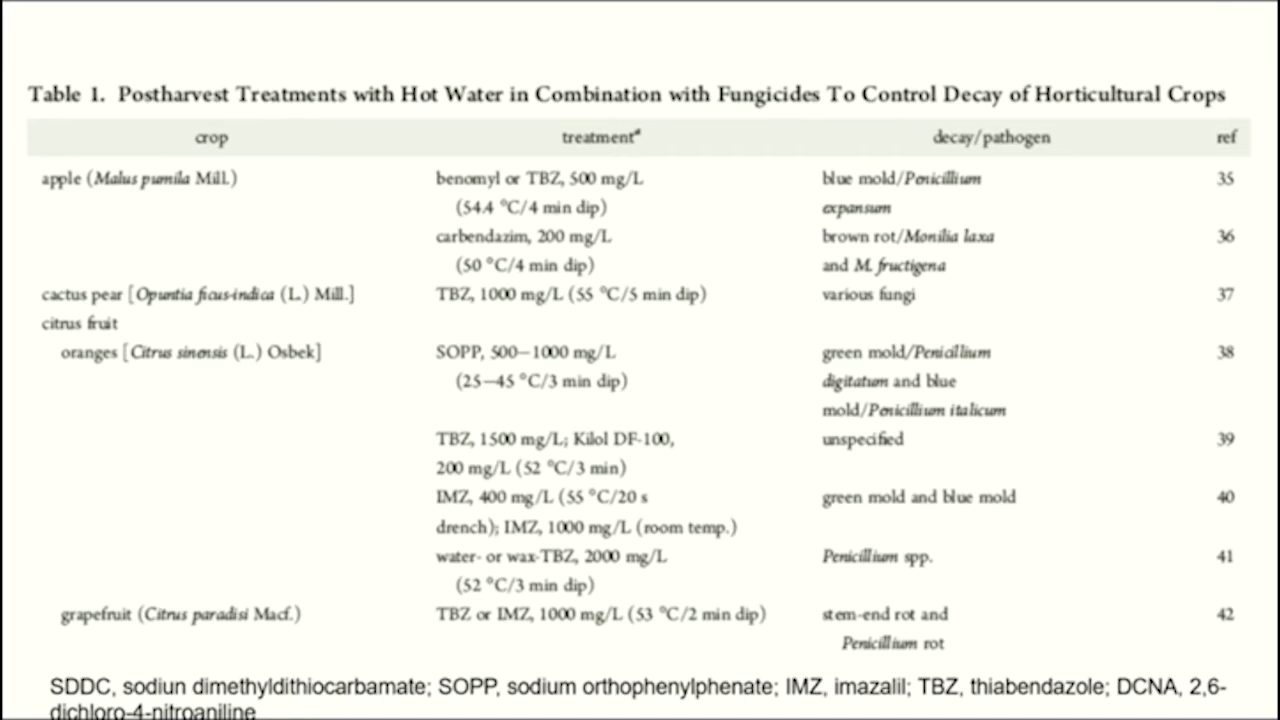 Table 1. Postharvest Treatments with Hot Water in Combination with Fungicides To Control Decay of Horticultural Crops
crop treatmentª decay/pathogen ref
apple (Malus pumila Mill.) benomyl or TBZ, 500 mg/L blue mold/Penicillium 35
(54.4 °C/4 min dip) expansum
carbendazim, 200 mg/L brown rot/Monilia laxa 36
(50 °C/4 min dip) and M. fructigena
cactus pear [Opuntia ficus-indica (L.) Mill.] TBZ, 1000 mg/L (55 °C/5 min dip) various fungi 37
citrus fruit
oranges [Citrus sinensis (L.) Osbek] SOPP, 500–1000 mg/L green mold/Penicillium 38
(25–45 °C/3 min dip) digitatum and blue
mold/Penicillium italicum
TBZ, 1500 mg/L; Kilol DF-100, unspecified 39
200 mg/L (52 °C/3 min)
IMZ, 400 mg/L (55 °C/20 s green mold and blue mold 40
drench); IMZ, 1000 mg/L (room temp.)
water- or wax-TBZ, 2000 mg/L Penicillium spp. 41
(52 °C/3 min dip)
grapefruit (Citrus paradisi Macf.) TBZ or IMZ, 1000 mg/L (53 °C/2 min dip) stem-end rot and 42
Penicillium rot
SDDC, sodiun dimethyldithiocarbamate; SOPP, sodium orthophenylphenate; IMZ, imazalil; TBZ, thiabendazole; DCNA, 2,6-
dichloro-4-nitroaniline